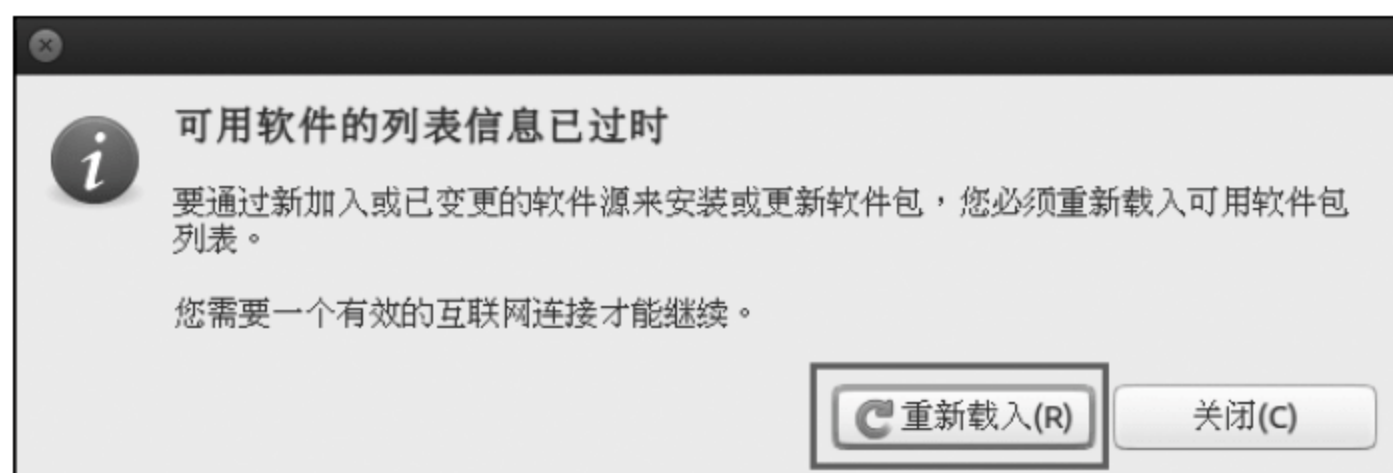 可用软件的列表信息已过时
要通过新加入或已变更的软件源来安装或更新软件包，您必须重新载入可用软件包
列表。
您需要一个有效的互联网连接才能继续。
重新载入(R) 关闭(C)